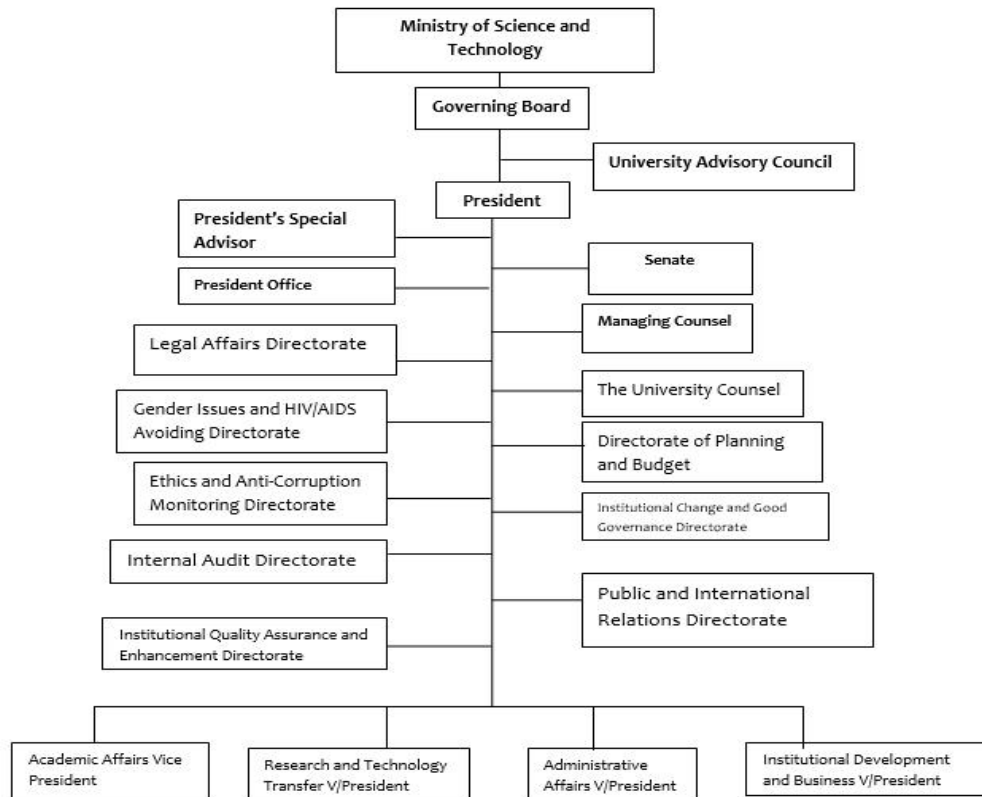 Ministry of Science and
Technology
Governing Board
University Advisory Council
President
President's Special
Advisor
Senate
President Office
Managing Counsel
Legal Affairs Directorate
The University Counsel
Gender Issues and HIV/AIDS
Avoiding Directorate
Directorate of Planning
and Budget
Ethics and Anti-Corruption
Monitoring Directorate
Institutional Change and Good
Governance Directorate
Internal Audit Directorate
Public and International
Relations Directorate
Institutional Quality Assurance and
Enhancement Directorate
Academic Affairs Vice
President
Research and Technology
Transfer V/President
Administrative
Affairs V/President
Institutional Development
and Business V/President